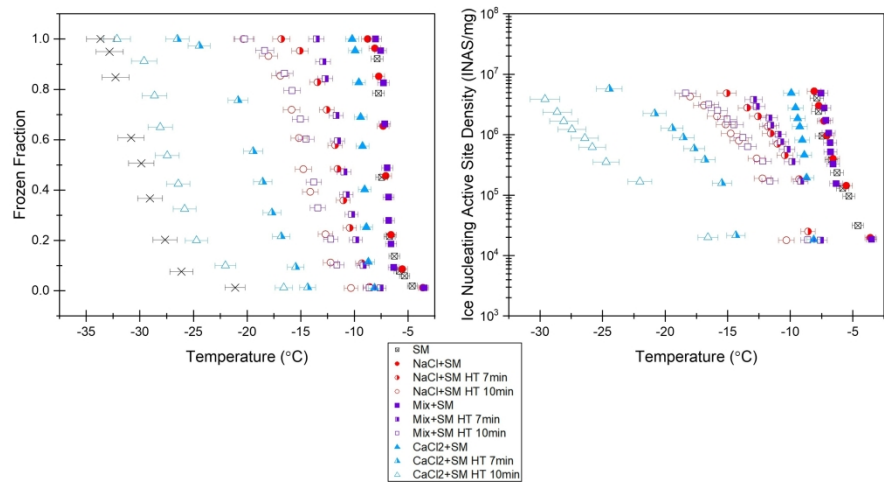 1.0
0.8
0.6
0.4
0.2
0.0
Frozen Fraction
-35 -30 -25 -20 -15 -10 -5
Temperature (°C)
10⁸
10⁷
10⁶
10⁵
10⁴
10³
Ice Nucleating Active Site Density (INAS/mg)
-30 -25 -20 -15 -10 -5
Temperature (°C)
SM
NaCl+SM
NaCl+SM HT 7min
NaCl+SM HT 10min
Mix+SM
Mix+SM HT 7min
Mix+SM HT 10min
CaCl2+SM
CaCl2+SM HT 7min
CaCl2+SM HT 10min